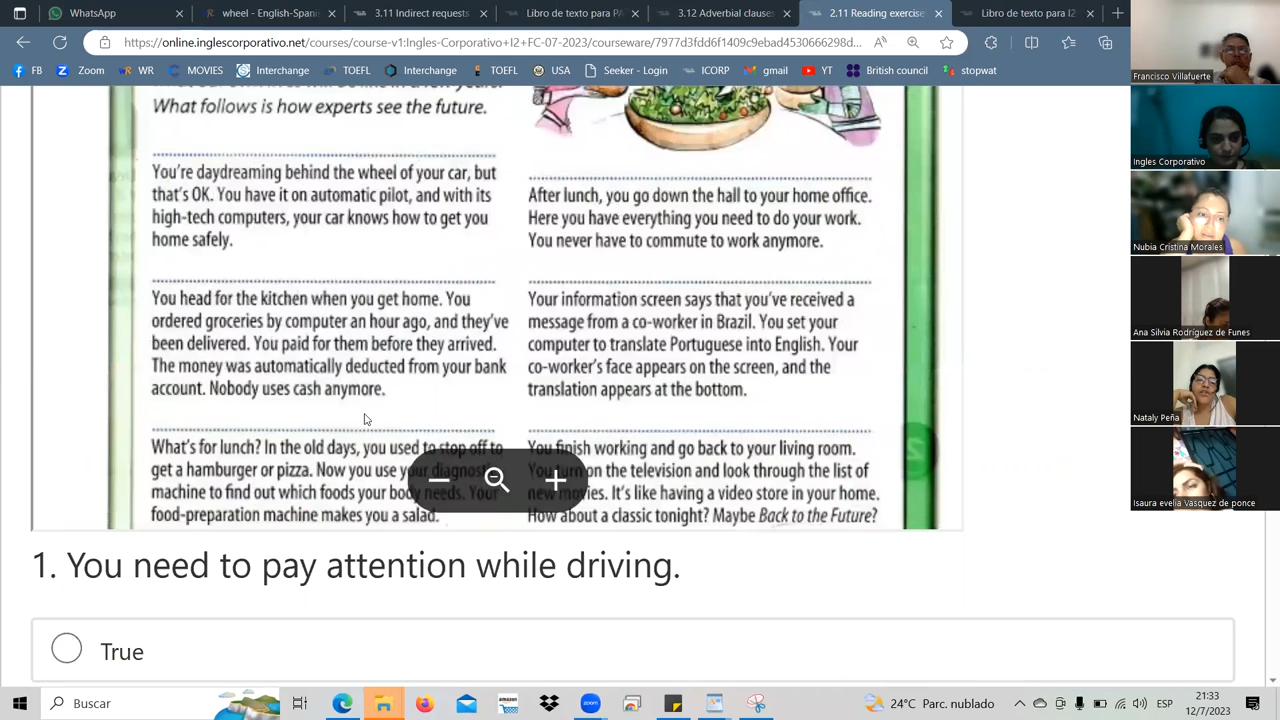 WhatsApp
wheel - English-Spani
3.11 Indirect requests
Libro de texto para PA
3.12 Adverbial clauses
2.11 Reading exercise
Libro de texto para I2
https://online.inglescorporativo.net/courses/course-v1:Ingles-Corporativo+I2+FC-07-2023/courseware/7977d3fdd6f1409c9ebad4530666298d...
FB
Zoom
WR
MOVIES
Interchange
TOEFL
Interchange
TOEFL
USA
Seeker - Login
ICORP
gmail
YT
British council
stopwat
What follows is how experts see the future.
You're daydreaming behind the wheel of your car, but
that's OK. You have it on automatic pilot, and with its
high-tech computers, your car knows how to get you
home safely.
You head for the kitchen when you get home. You
ordered groceries by computer an hour ago, and they've
been delivered. You paid for them before they arrived.
The money was automatically deducted from your bank
account. Nobody uses cash anymore.
What's for lunch? In the old days, you used to stop off to
get a hamburger or pizza. Now you use your diagnost
machine to find out which foods your body needs. Your
food-preparation machine makes you a salad.
After lunch, you go down the hall to your home office.
Here you have everything you need to do your work.
You never have to commute to work anymore.
Your information screen says that you've received a
message from a co-worker in Brazil. You set your
computer to translate Portuguese into English. Your
co-worker's face appears on the screen, and the
translation appears at the bottom.
You finish working and go back to your living room.
You turn on the television and look through the list of
new movies. It's like having a video store in your home.
How about a classic tonight? Maybe Back to the Future?
1. You need to pay attention while driving.
True
Francisco Villafuerte
Ingles Corporativo
Nubia Cristina Morales
Ana Silvia Rodríguez de Funes
Nataly Peña
Isaura evelia Vasquez de ponce
Buscar
24°C Parc. nublado
ESP
21:33
12/7/2023